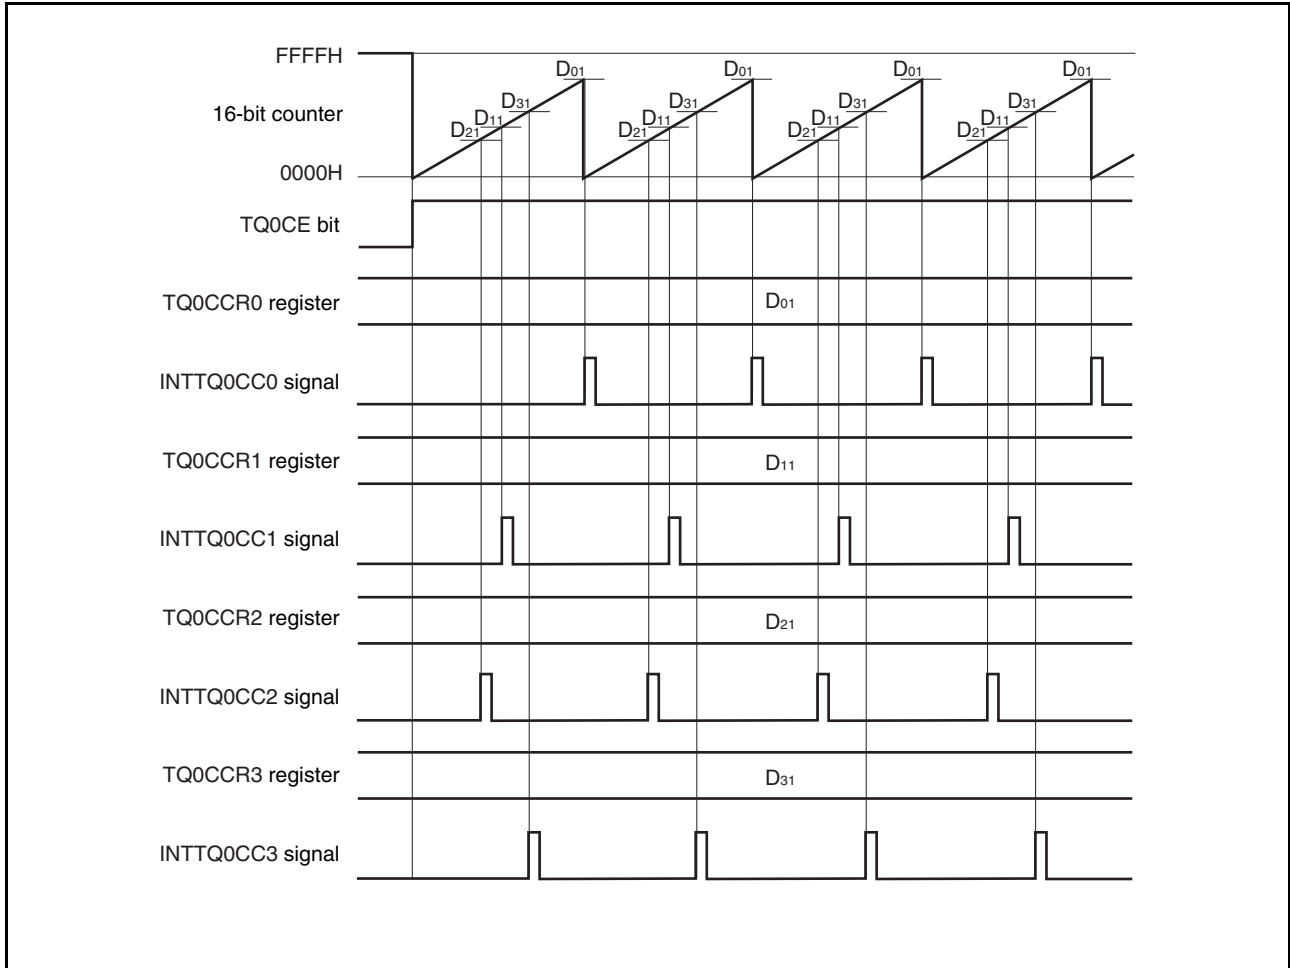 FFFFH
D01 D01 D01 D01
16-bit counter
D31 D31 D31 D31
D11 D11 D11 D11
D21 D21 D21 D21
0000H
TQ0CE bit
TQ0CCR0 register D01
INTTQ0CC0 signal
TQ0CCR1 register D11
INTTQ0CC1 signal
TQ0CCR2 register D21
INTTQ0CC2 signal
TQ0CCR3 register D31
INTTQ0CC3 signal